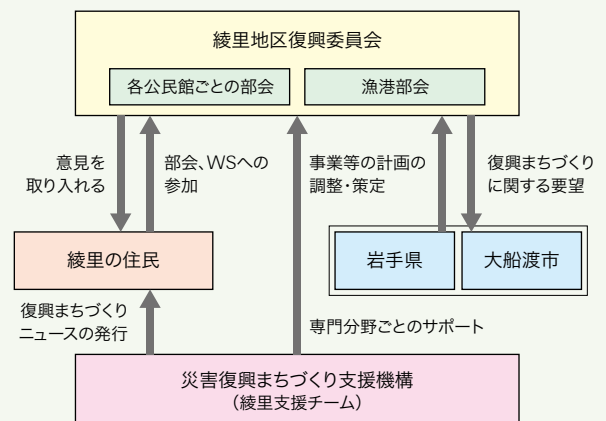 綾里地区復興委員会
各公民館ごとの部会
漁港部会
意見を
取り入れる
部会、WSへの
参加
事業等の計画の
調整・策定
復興まちづくり
に関する要望
綾里の住民
岩手県
大船渡市
復興まちづくり
ニュースの発行
専門分野ごとのサポート
災害復興まちづくり支援機構
（綾里支援チーム）